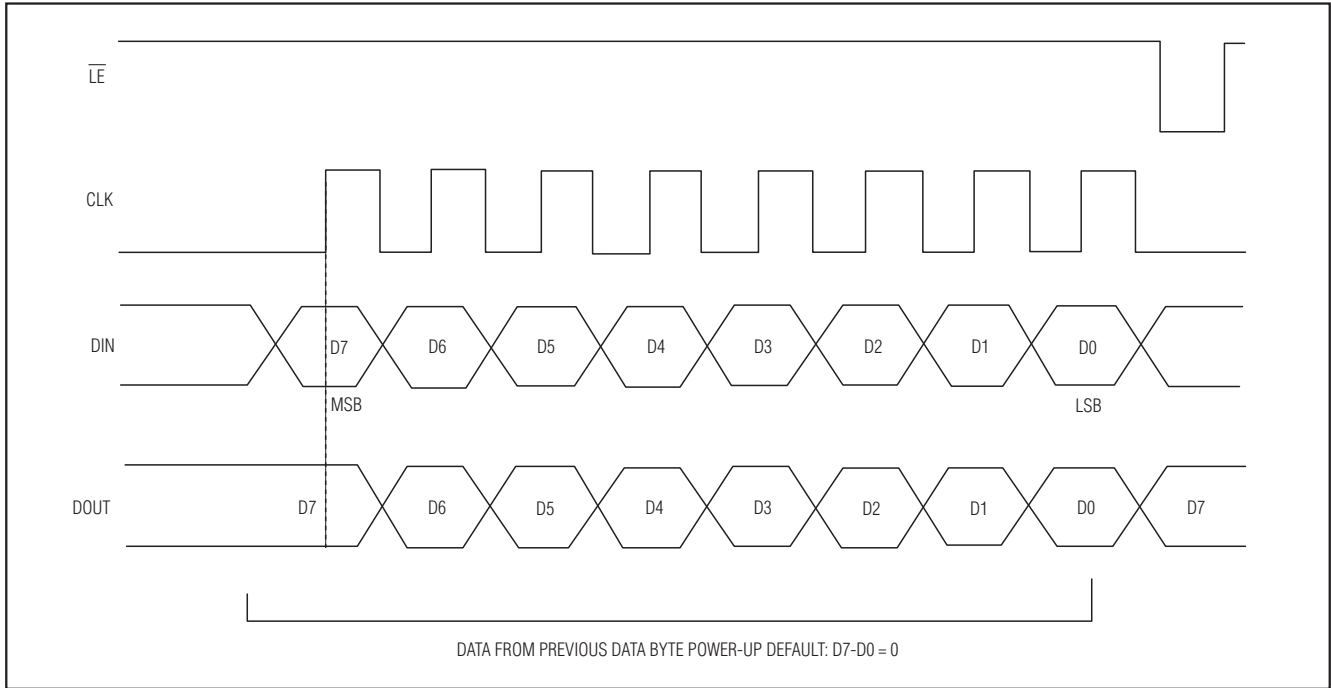 L̅E̅
CLK
DIN
D7 D6 D5 D4 D3 D2 D1 D0
MSB LSB
DOUT
D7 D6 D5 D4 D3 D2 D1 D0 D7
DATA FROM PREVIOUS DATA BYTE POWER-UP DEFAULT: D7-D0 = 0